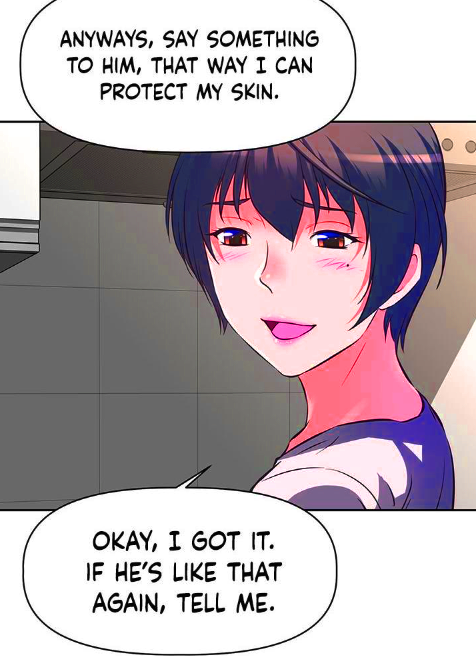 ANYWAYS, SAY SOMETHING
TO HIM, THAT WAY I CAN
PROTECT MY SKIN.
OKAY, I GOT IT.
IF HE'S LIKE THAT
AGAIN, TELL ME.